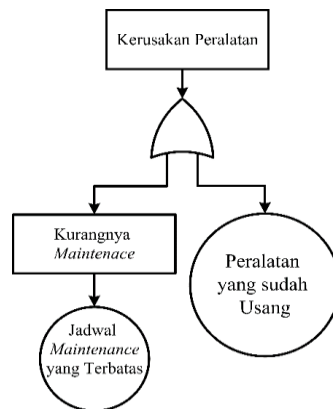 Kerusakan Peralatan
Kurangnya
Maintenace
Peralatan
yang sudah
Usang
Jadwal
Maintenance
yang Terbatas